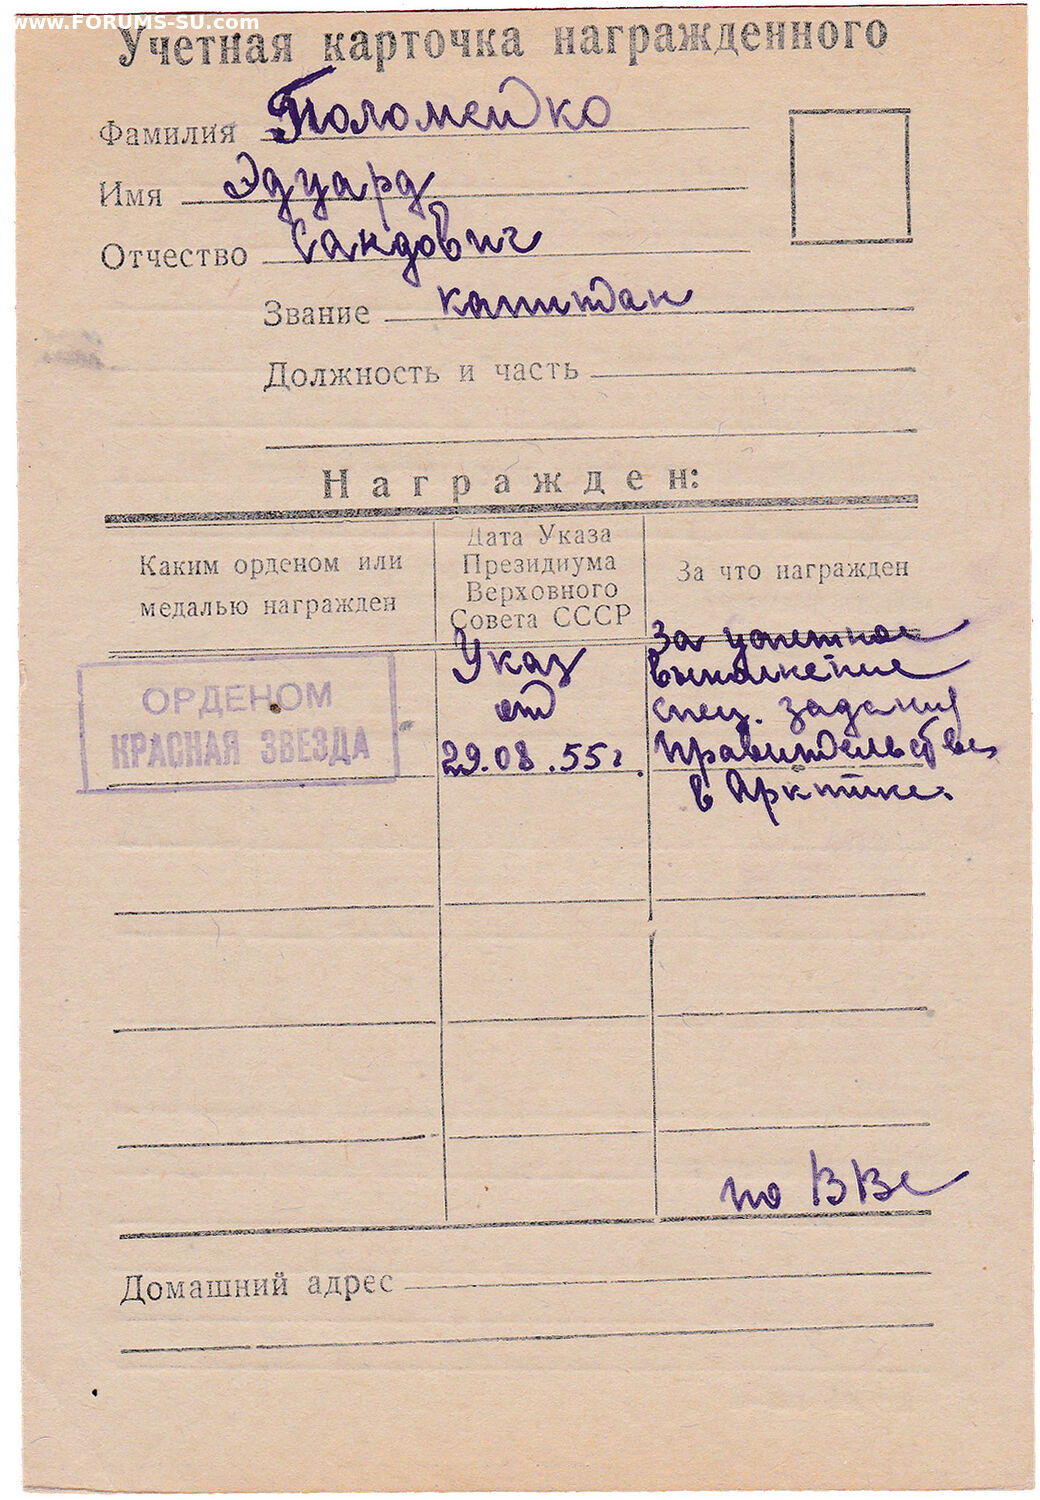 www.FORUMS-SU.com
Учетная карточка награжденного
Фамилия Поломейко
Имя Эдуард
Отчество Сандович
Звание капитан
Должность и часть
Награжден:
Каким орденом или медалью награжден
Дата Указа Президиума Верховного Совета СССР
За что награжден
ОРДЕНОМ
КРАСНАЯ ЗВЕЗДА
Указ
от
29.08.55г.
За успешное
выполнение
спец. задания
Правительства
в Арктике.
по ВВС
Домашний адрес